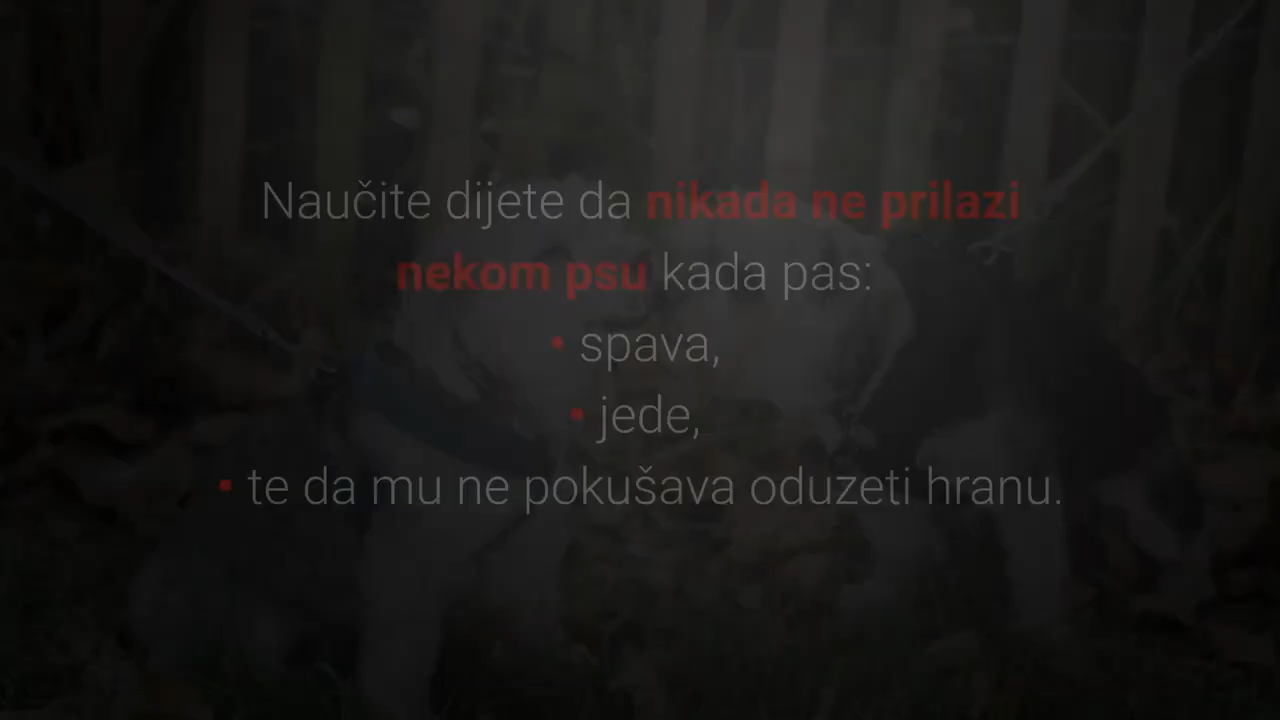 Naučite dijete da nikada ne prilazi
nekom psu kada pas:
• spava,
• jede,
• te da mu ne pokušava oduzeti hranu.